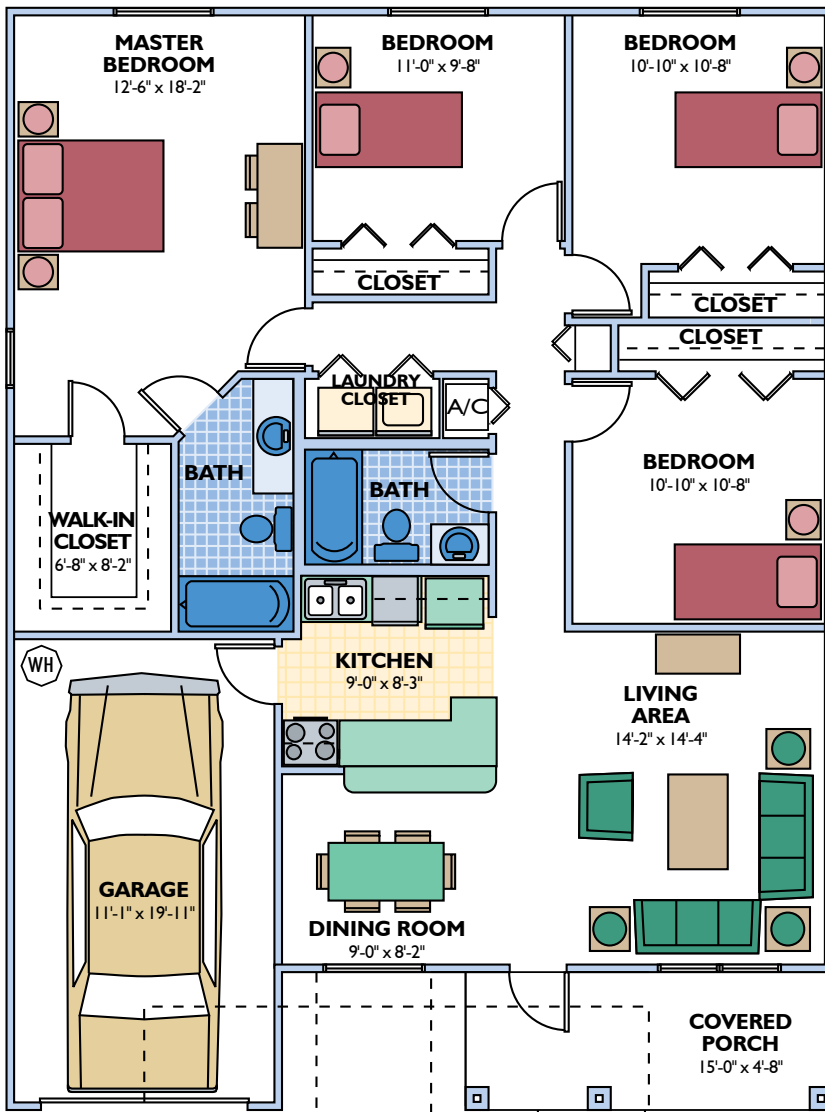 MASTER
BEDROOM
12'-6" x 18'-2"
BEDROOM
11'-0" x 9'-8"
BEDROOM
10'-10" x 10'-8"
CLOSET
CLOSET
CLOSET
LAUNDRY
CLOSET
A/C
BATH
BATH
BEDROOM
10'-10" x 10'-8"
WALK-IN
CLOSET
6'-8" x 8'-2"
WH
KITCHEN
9'-0" x 8'-3"
LIVING
AREA
14'-2" x 14'-4"
GARAGE
11'-1" x 19'-11"
DINING ROOM
9'-0" x 8'-2"
COVERED
PORCH
15'-0" x 4'-8"